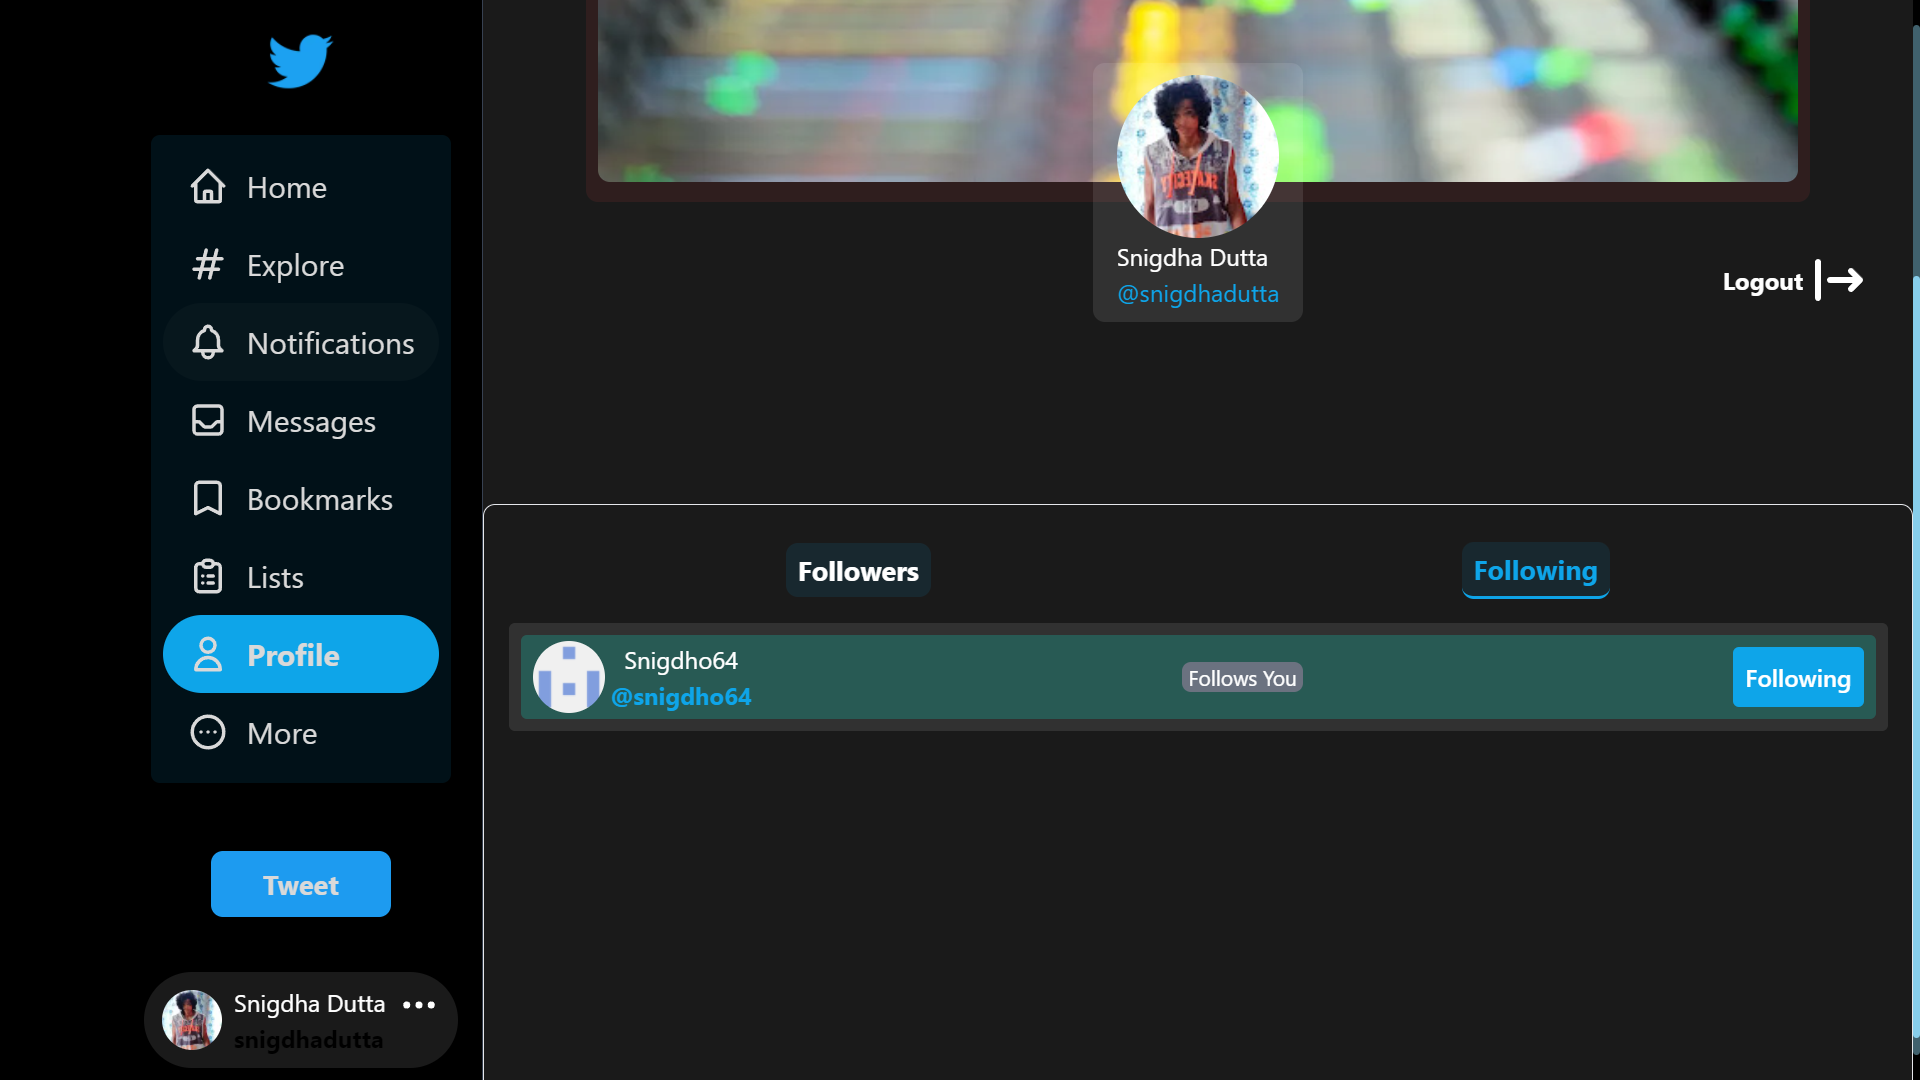 Home
Explore
Notifications
Messages
Bookmarks
Lists
Profile
More
Tweet
Snigdha Dutta
snigdhadutta
Snigdha Dutta
@snigdhadutta
Logout
Followers
Following
Snigdho64
@snigdho64
Follows You
Following